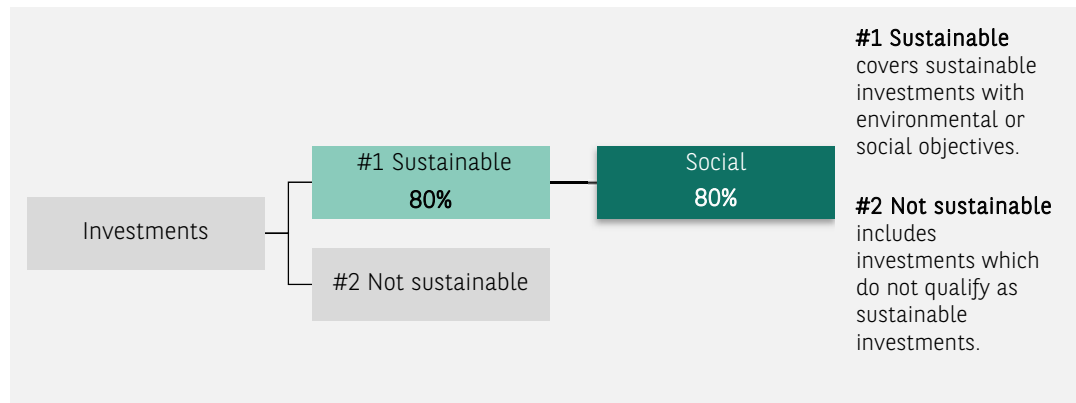 Investments
#1 Sustainable
80%
Social
80%
#2 Not sustainable
#1 Sustainable
covers sustainable
investments with
environmental or
social objectives.
#2 Not sustainable
includes
investments which
do not qualify as
sustainable
investments.